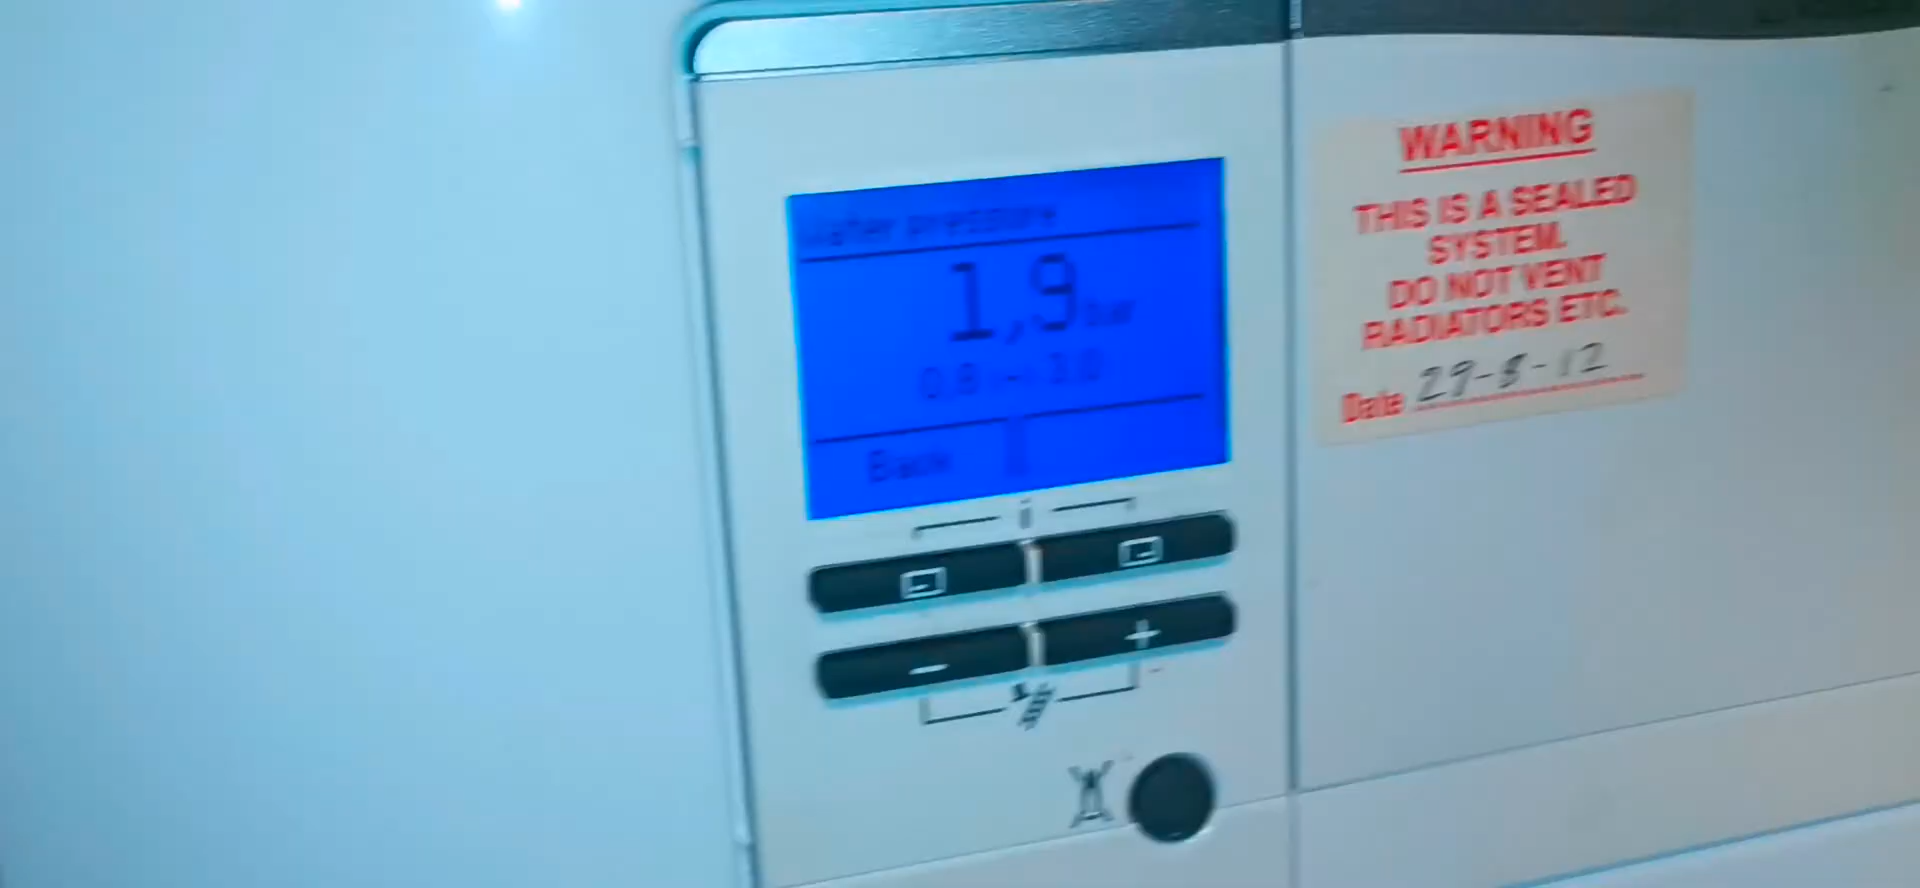 Water pressure
1,9 bar
0,8 ↔ 3,0
Back
i
- +
WARNING
THIS IS A SEALED
SYSTEM.
DO NOT VENT
RADIATORS ETC.
Date 29-8-12